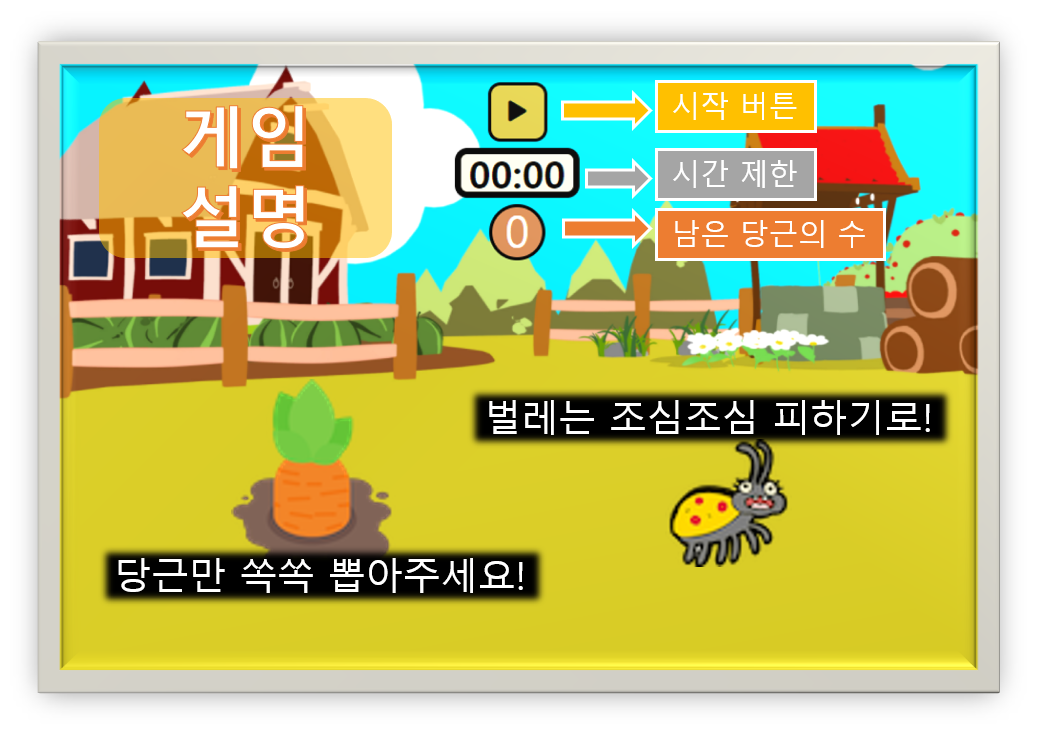 게임
설명
시작 버튼
00:00
시간 제한
0
남은 당근의 수
벌레는 조심조심 피하기로!
당근만 쏙쏙 뽑아주세요!